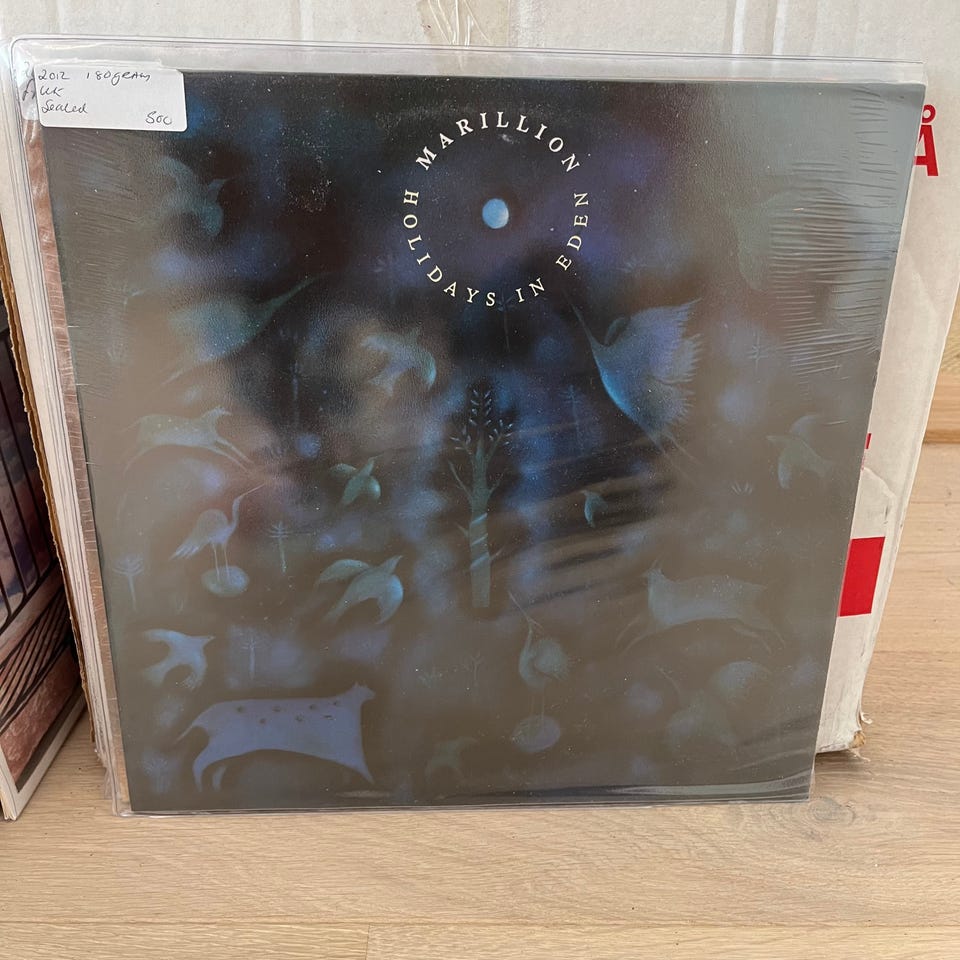 2012 180gram
UK
Sealed 500
MARILLION
HOLIDAYS IN EDEN
Å